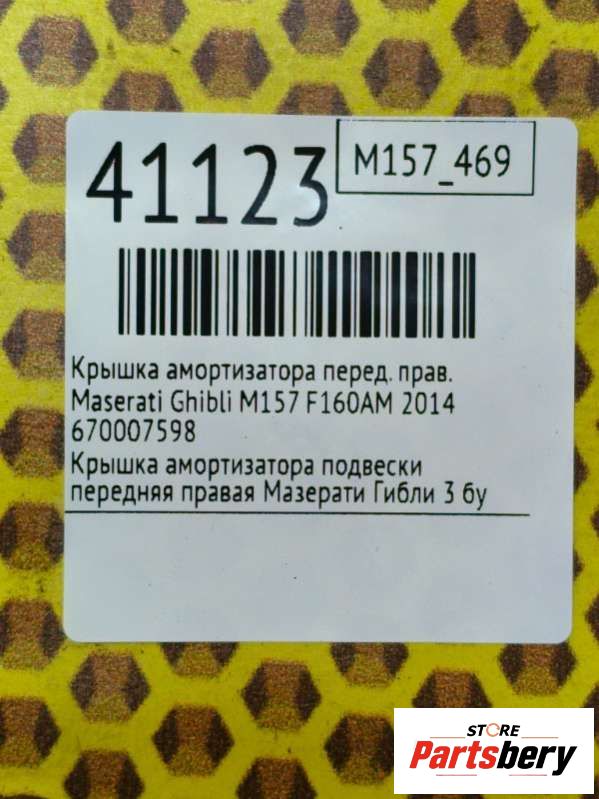 41123
M157_469
Крышка амортизатора перед. прав.
Maserati Ghibli M157 F160AM 2014
670007598
Крышка амортизатора подвески
передняя правая Мазерати Гибли 3 бу
STORE
Partsbery